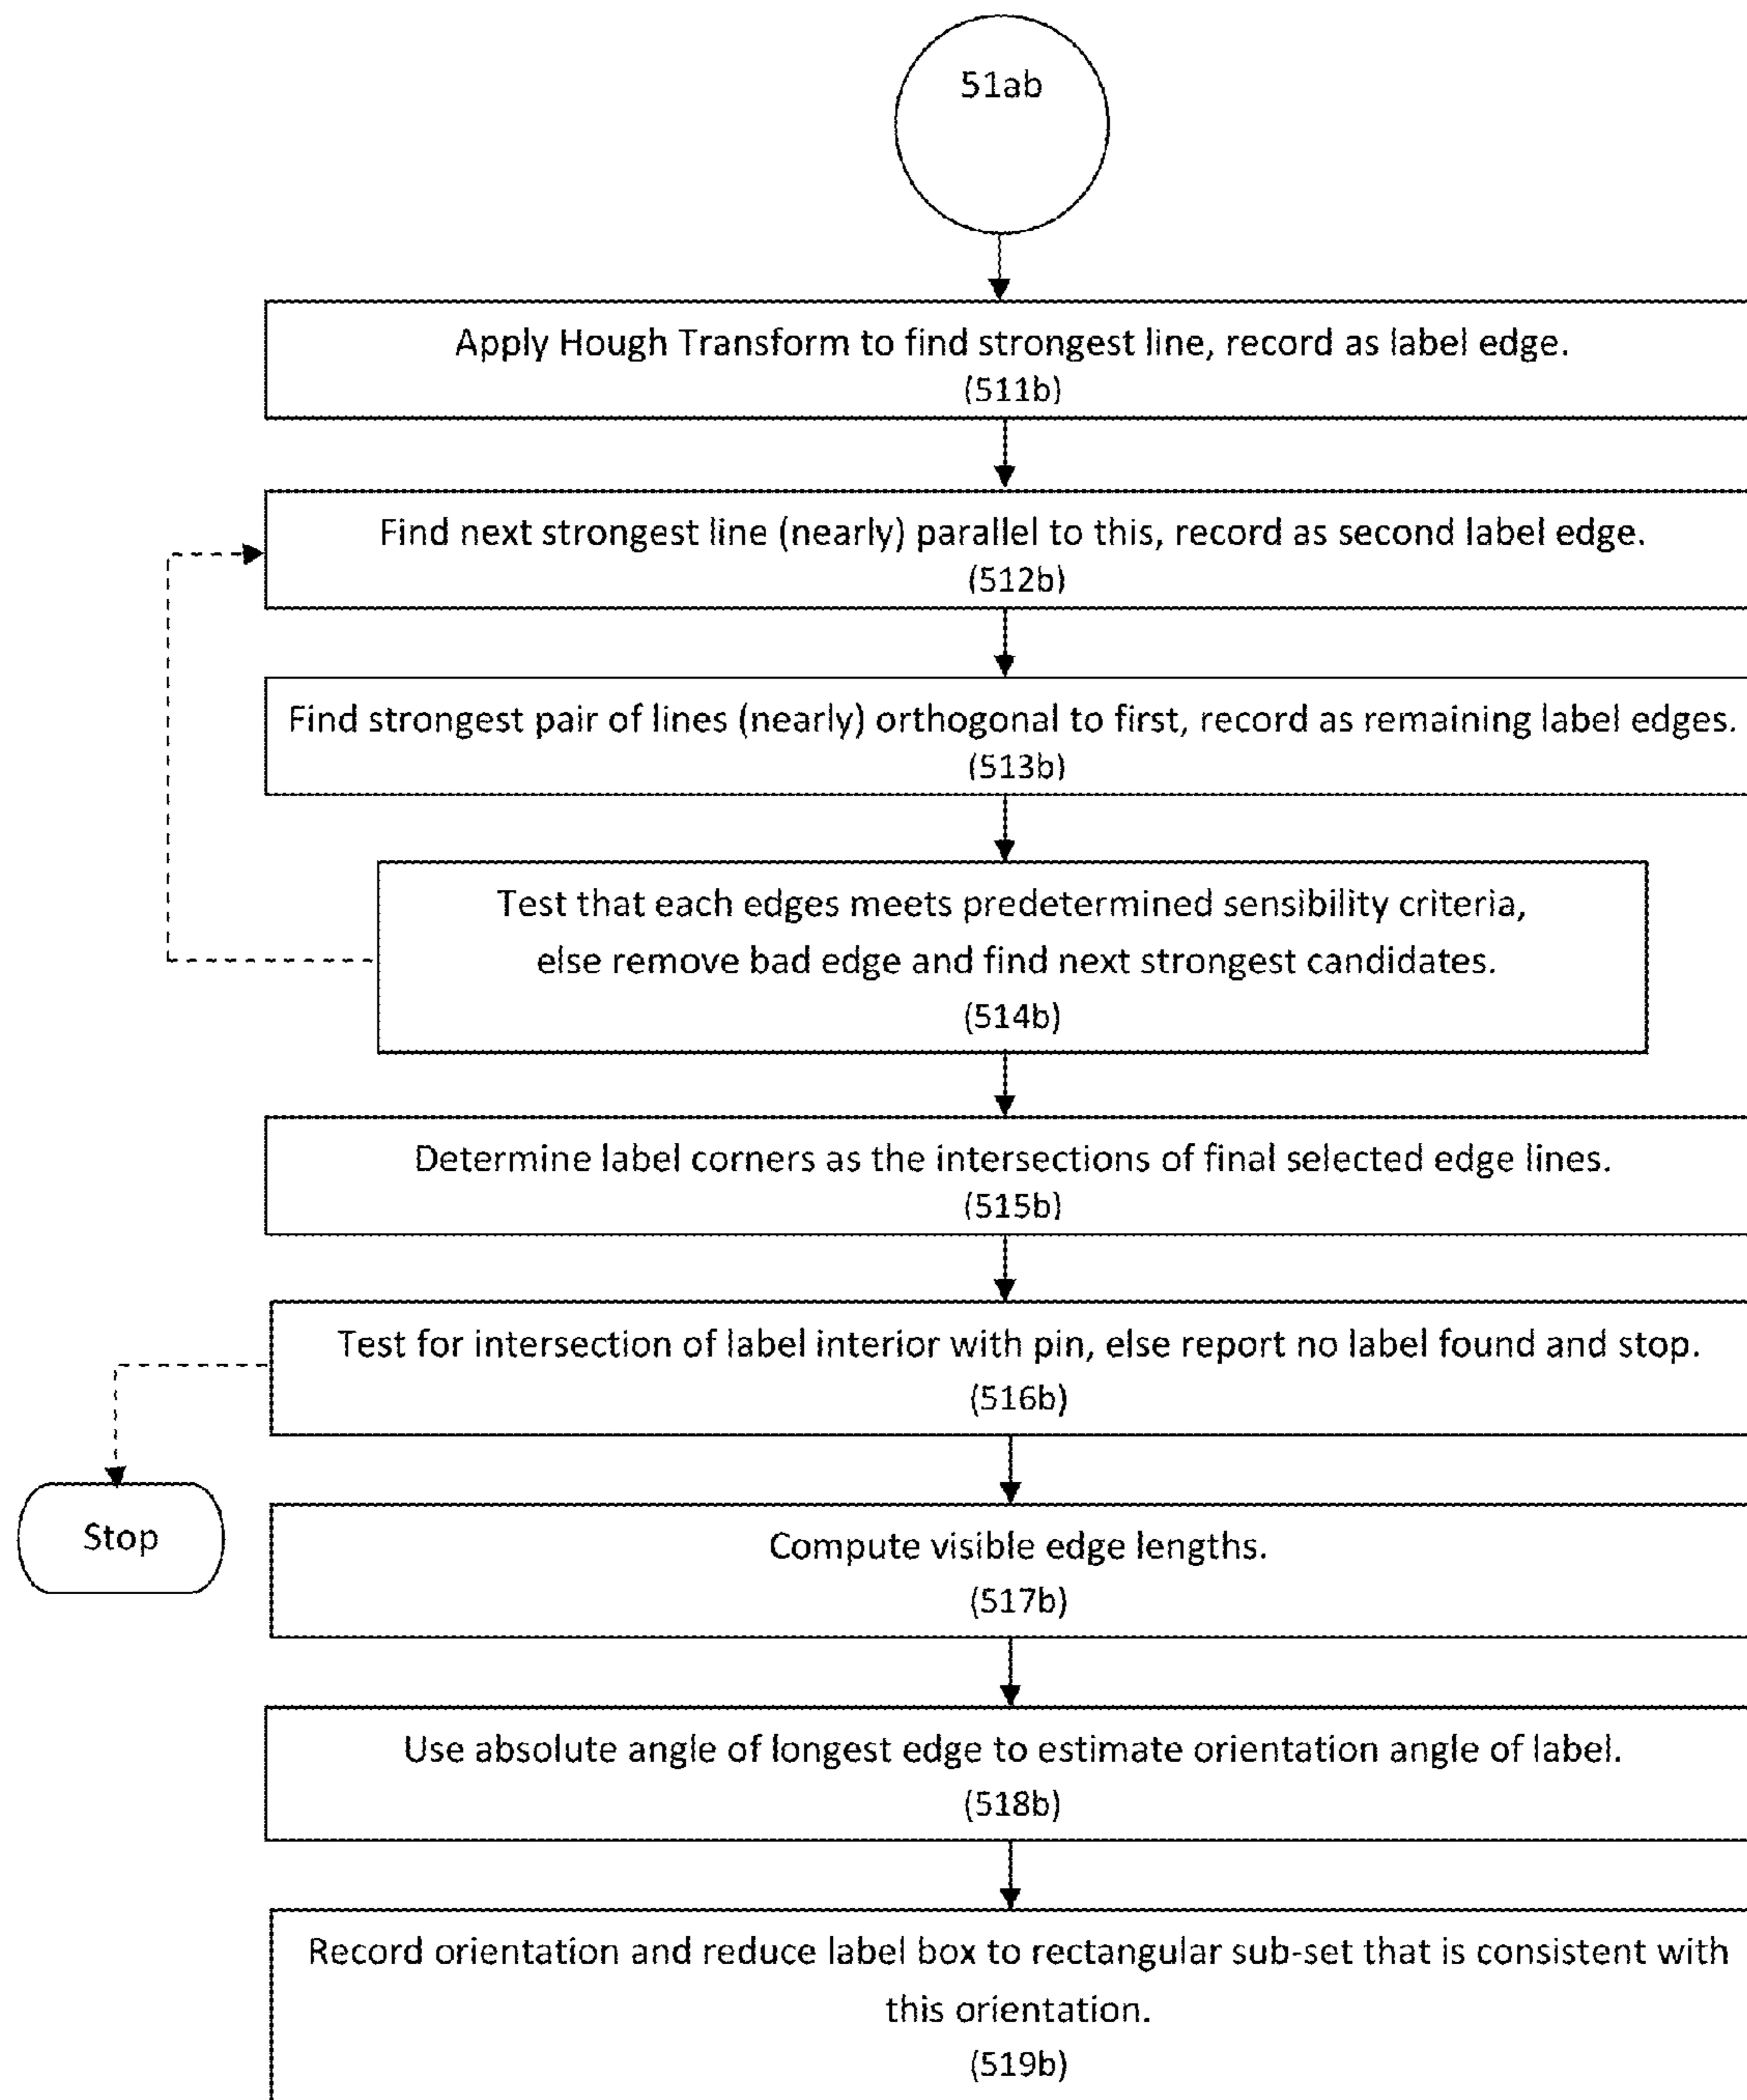 51ab
Apply Hough Transform to find strongest line, record as label edge.
(511b)
Find next strongest line (nearly) parallel to this, record as second label edge.
(512b)
Find strongest pair of lines (nearly) orthogonal to first, record as remaining label edges.
(513b)
Test that each edges meets predetermined sensibility criteria,
else remove bad edge and find next strongest candidates.
(514b)
Determine label corners as the intersections of final selected edge lines.
(515b)
Test for intersection of label interior with pin, else report no label found and stop.
(516b)
Stop
Compute visible edge lengths.
(517b)
Use absolute angle of longest edge to estimate orientation angle of label.
(518b)
Record orientation and reduce label box to rectangular sub-set that is consistent with
this orientation.
(519b)